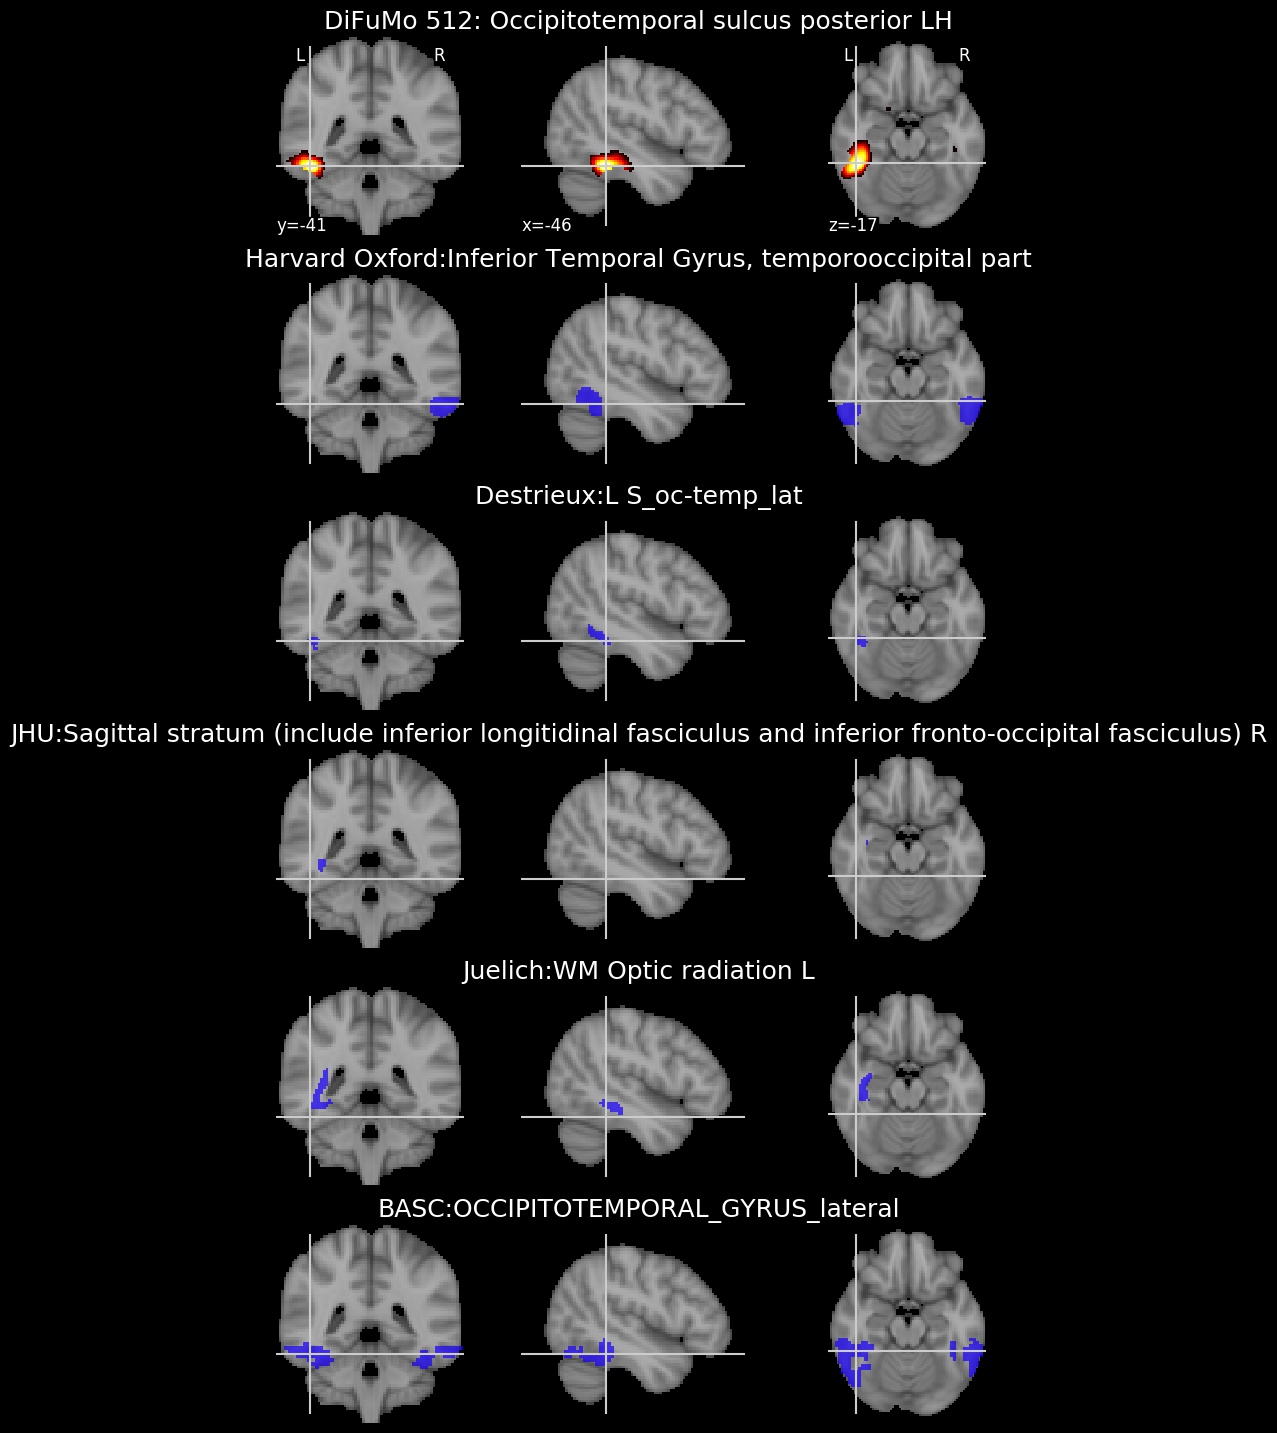 DiFuMo 512: Occipitotemporal sulcus posterior LH
L R L R
y=-41 x=-46 z=-17
Harvard Oxford:Inferior Temporal Gyrus, temporooccipital part
Destrieux:L S_oc-temp_lat
JHU:Sagittal stratum (include inferior longitidinal fasciculus and inferior fronto-occipital fasciculus) R
Juelich:WM Optic radiation L
BASC:OCCIPITOTEMPORAL_GYRUS_lateral